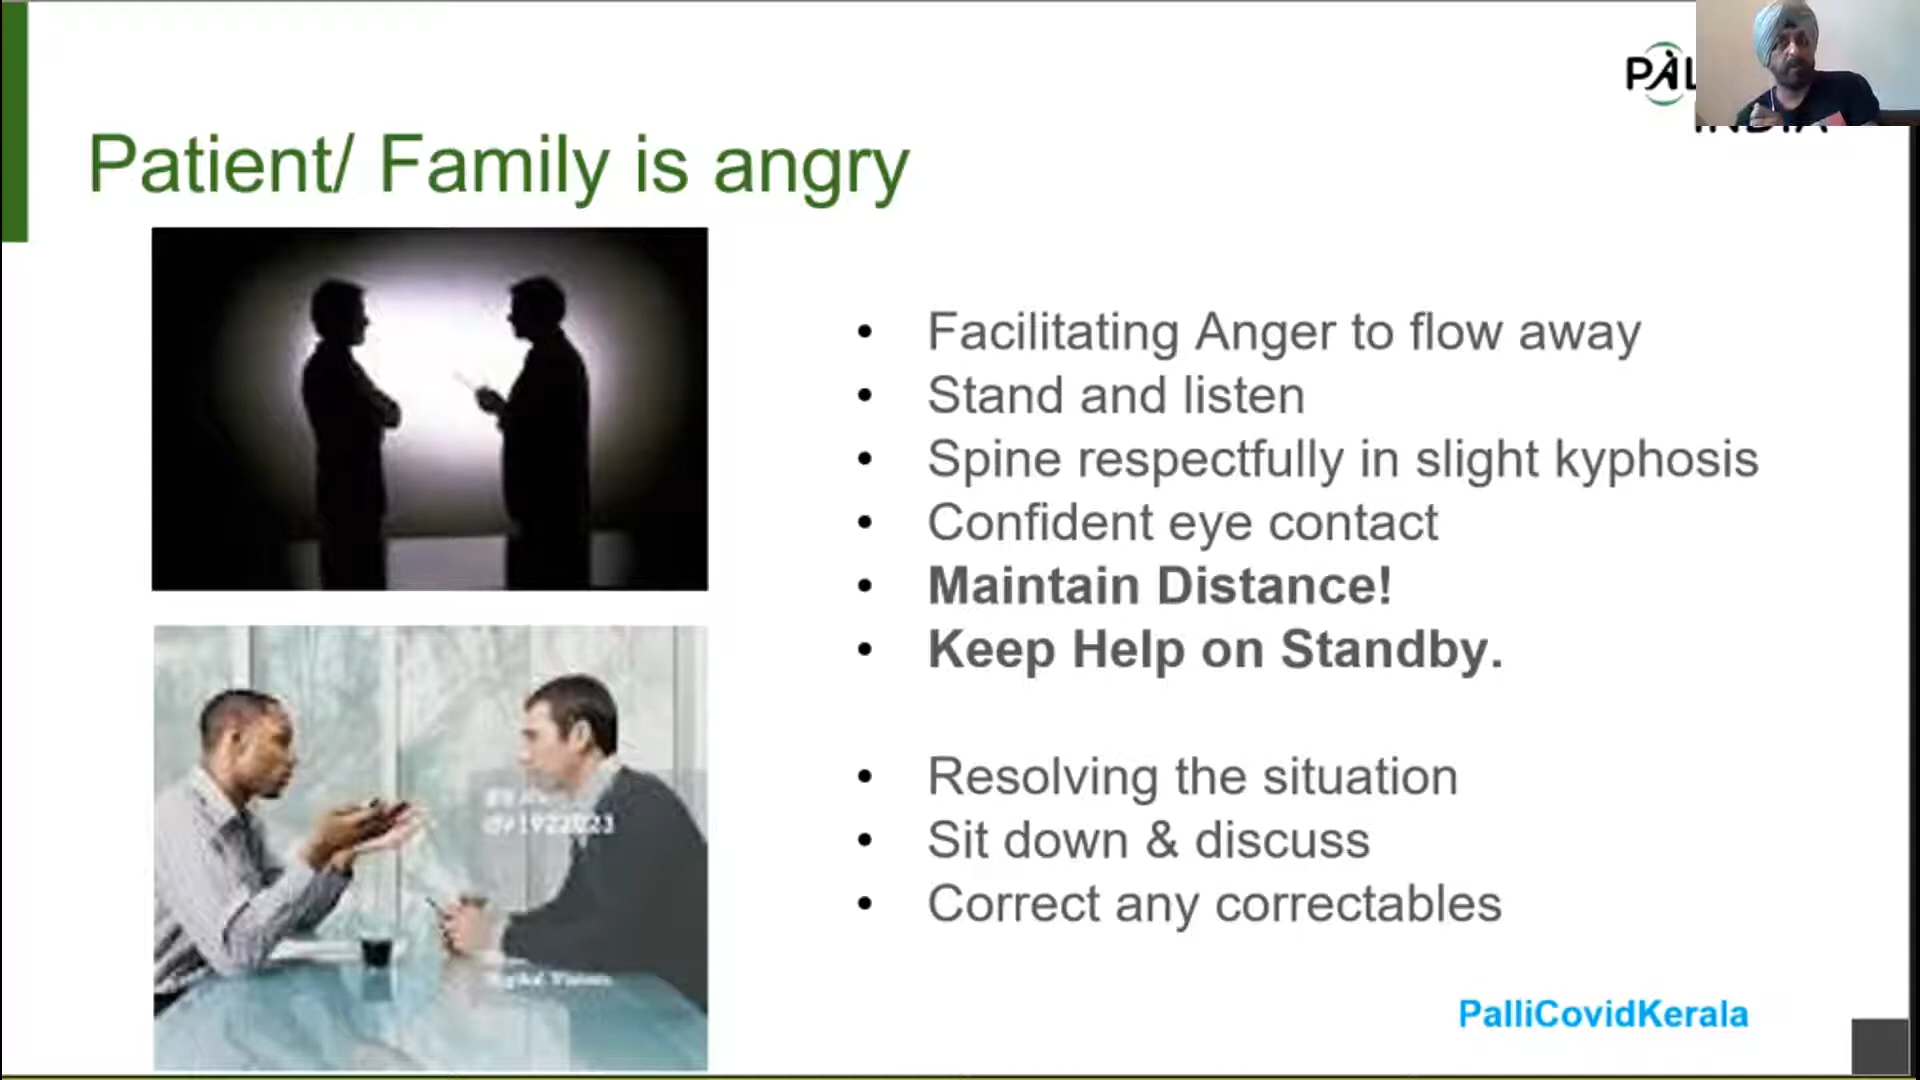 Patient/ Family is angry
• Facilitating Anger to flow away
• Stand and listen
• Spine respectfully in slight kyphosis
• Confident eye contact
• Maintain Distance!
• Keep Help on Standby.
• Resolving the situation
• Sit down & discuss
• Correct any correctables
PalliCovidKerala